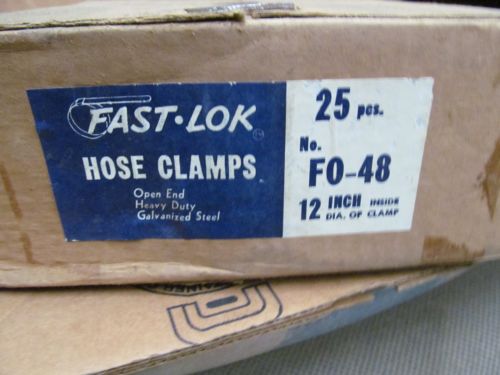 FAST·LOK
HOSE CLAMPS
Open End
Heavy Duty
Galvanized Steel
25 pcs.
No.
FO-48
12 INCH INSIDE
DIA. OF CLAMP